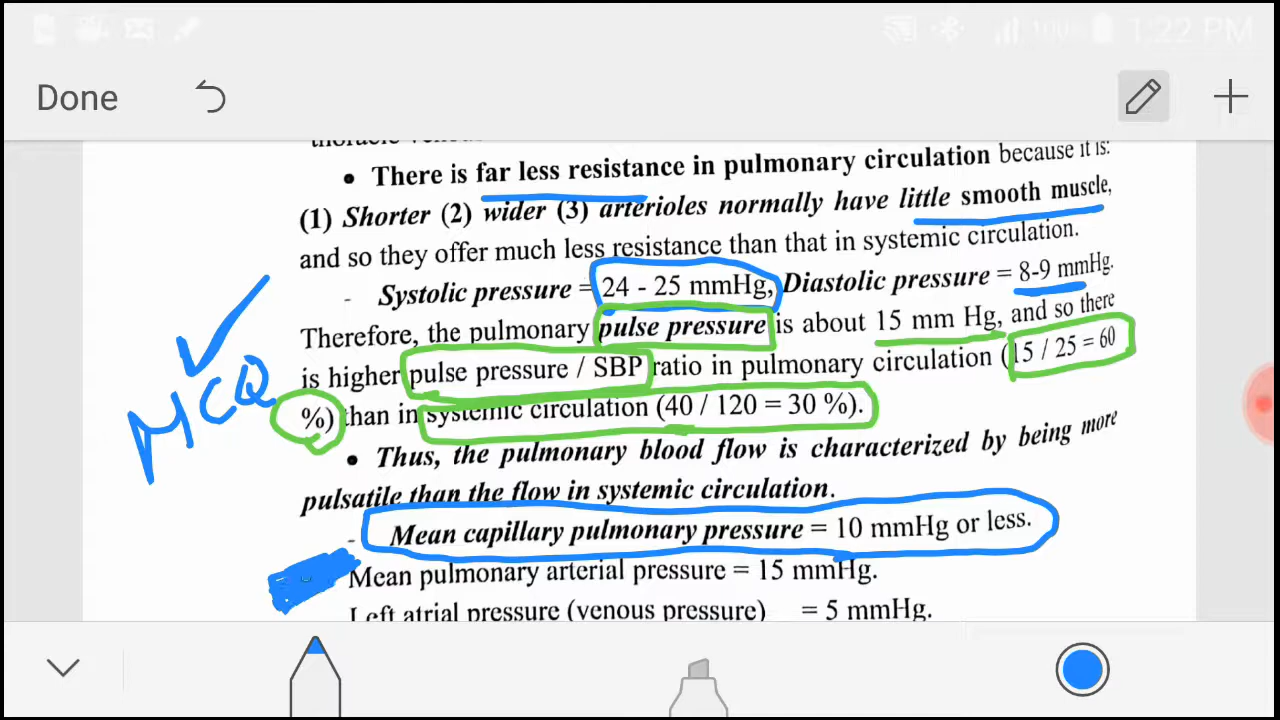 100% 1:22 PM
Done
• There is far less resistance in pulmonary circulation because it is:
(1) Shorter (2) wider (3) arterioles normally have little smooth muscle,
and so they offer much less resistance than that in systemic circulation.
- Systolic pressure = 24 - 25 mmHg, Diastolic pressure = 8-9 mmHg.
Therefore, the pulmonary pulse pressure is about 15 mm Hg, and so there
is higher pulse pressure / SBP ratio in pulmonary circulation (15 / 25 = 60
%) than in systemic circulation (40 / 120 = 30 %).
MCQ
• Thus, the pulmonary blood flow is characterized by being more
pulsatile than the flow in systemic circulation.
- Mean capillary pulmonary pressure = 10 mmHg or less.
Mean pulmonary arterial pressure = 15 mmHg.
Left atrial pressure (venous pressure) = 5 mmHg.